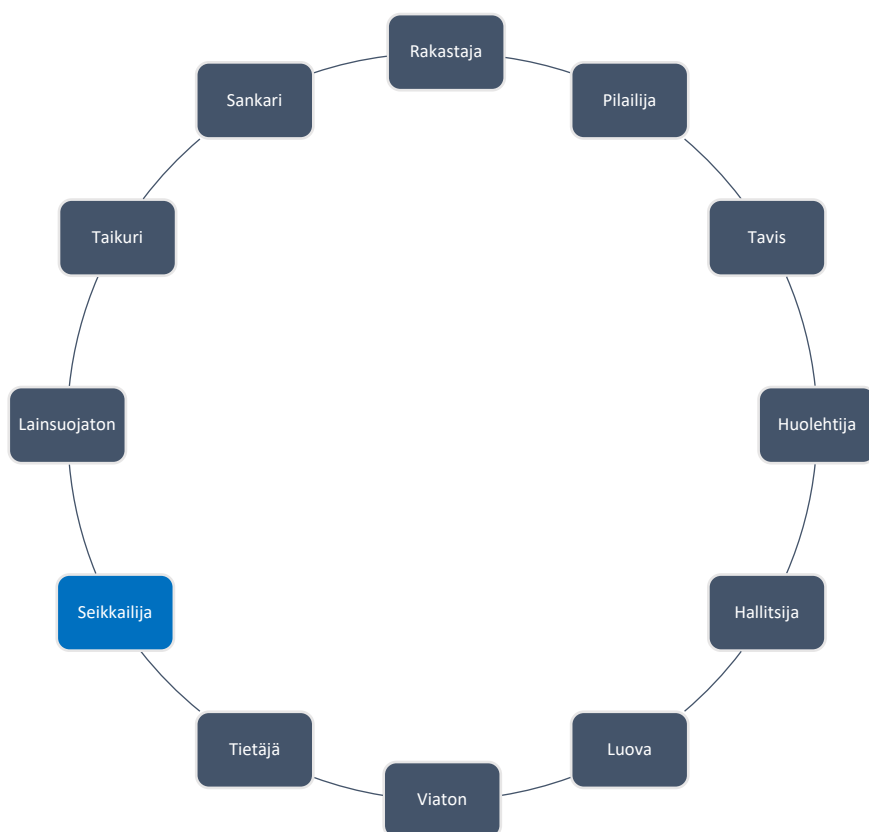 Rakastaja
Pilailija
Tavis
Huolehtija
Hallitsija
Luova
Viaton
Tietäjä
Seikkailija
Lainsuojaton
Taikuri
Sankari